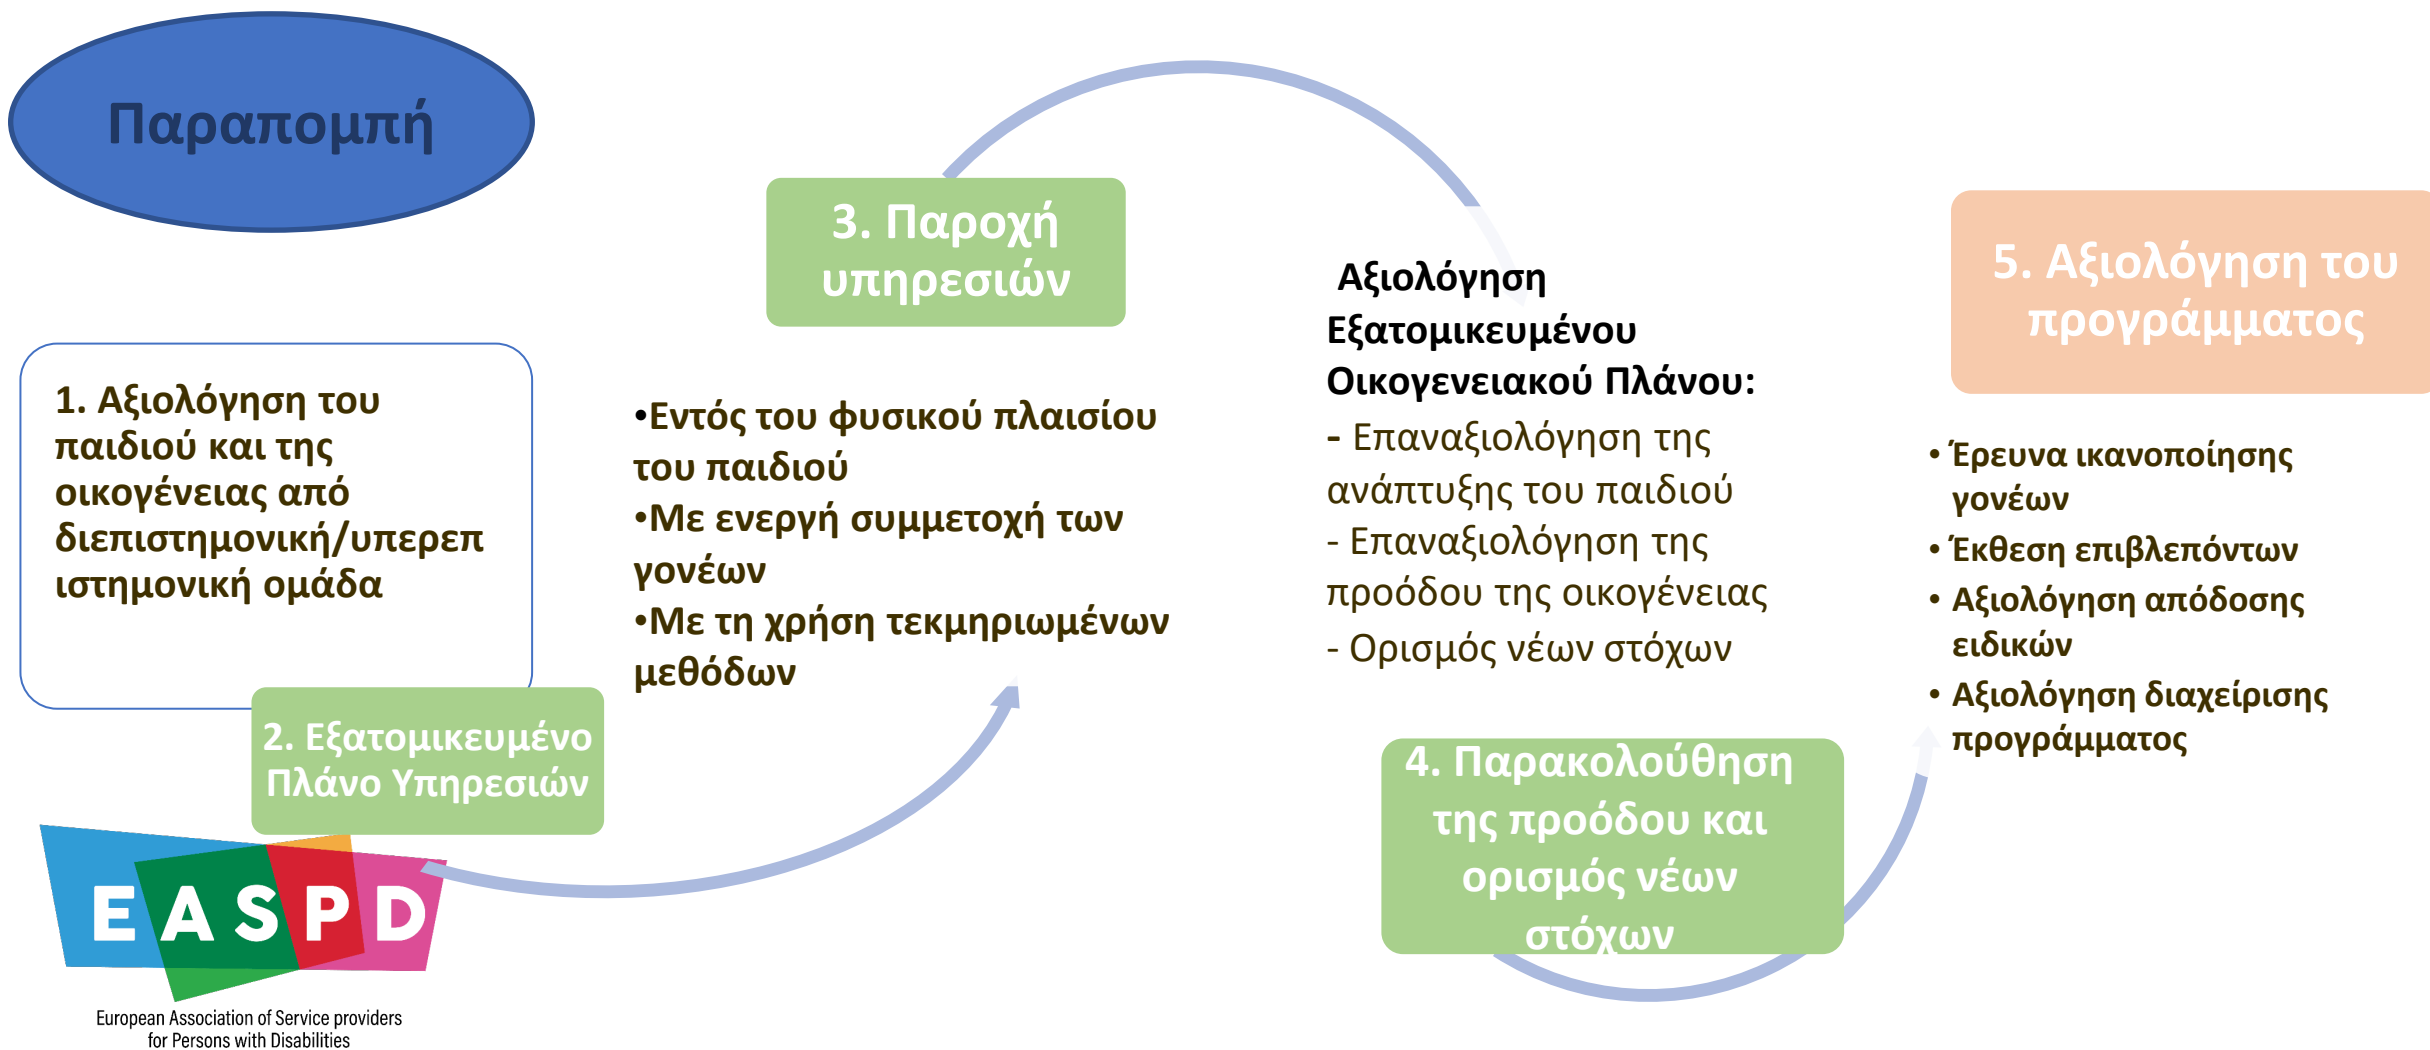 Παραπομπή
1. Αξιολόγηση του
παιδιού και της
οικογένειας από
διεπιστημονική/υπερεπ
ιστημονική ομάδα
2. Εξατομικευμένο
Πλάνο Υπηρεσιών
3. Παροχή
υπηρεσιών
•Εντός του φυσικού πλαισίου
του παιδιού
•Με ενεργή συμμετοχή των
γονέων
•Με τη χρήση τεκμηριωμένων
μεθόδων
Αξιολόγηση
Εξατομικευμένου
Οικογενειακού Πλάνου:
- Επαναξιολόγηση της
ανάπτυξης του παιδιού
- Επαναξιολόγηση της
προόδου της οικογένειας
- Ορισμός νέων στόχων
4. Παρακολούθηση
της προόδου και
ορισμός νέων
στόχων
5. Αξιολόγηση του
προγράμματος
• Έρευνα ικανοποίησης
γονέων
• Έκθεση επιβλεπόντων
• Αξιολόγηση απόδοσης
ειδικών
• Αξιολόγηση διαχείρισης
προγράμματος
EASPD
European Association of Service providers
for Persons with Disabilities